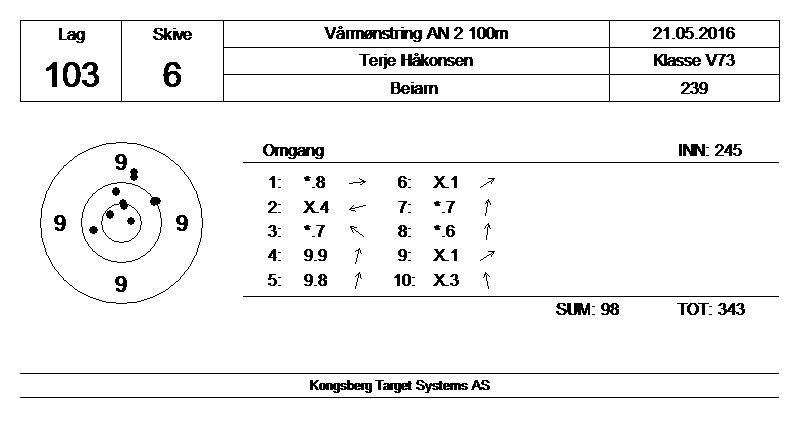 Lag Skive Vårmønstring AN 2 100m 21.05.2016
103 6 Terje Håkonsen Klasse V73
Beiarn 239
Omgang INN: 245
1: *.8 6: X.1
2: X.4 7: *.7
3: *.7 8: *.6
4: 9.9 9: X.1
5: 9.8 10: X.3
9
9 9
9
SUM: 98 TOT: 343
Kongsberg Target Systems AS